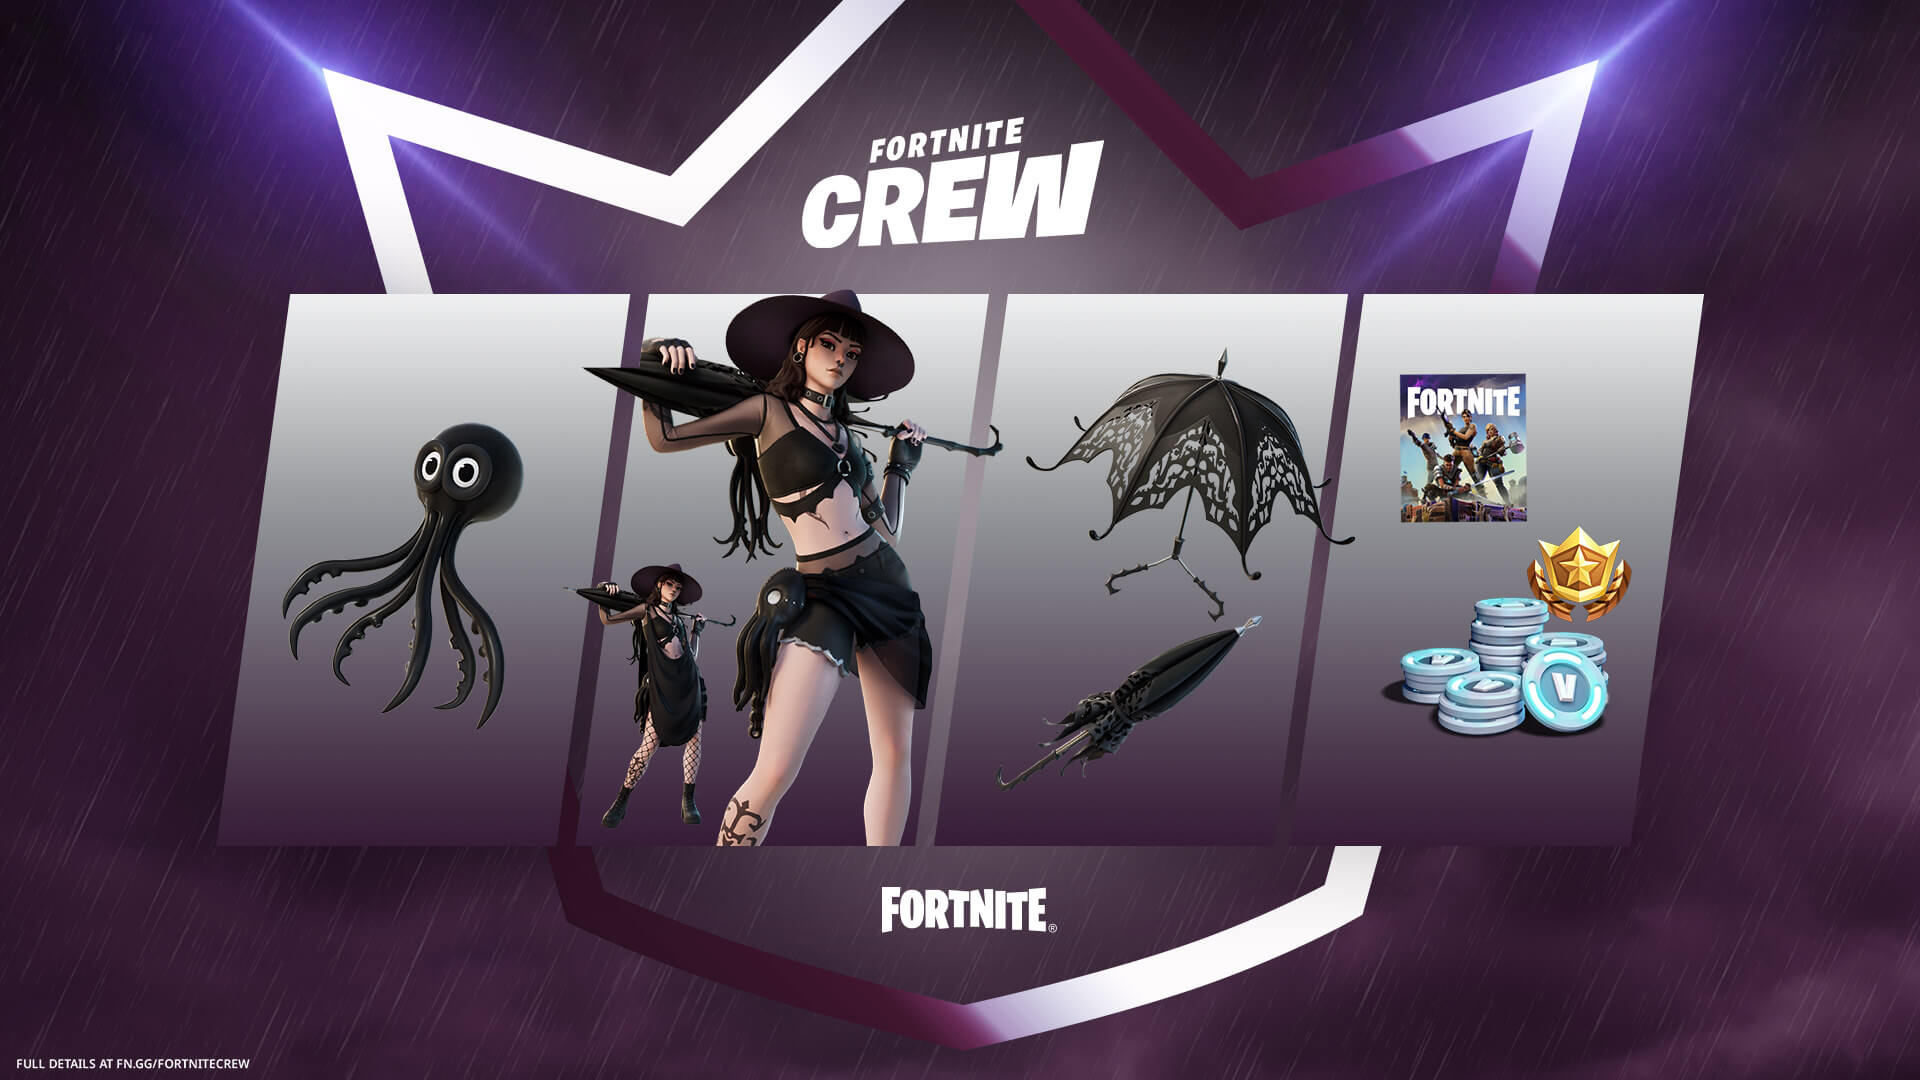 FORTNITE
CREW
FORTNITE
V
V
V
FORTNITE®
FULL DETAILS AT FN.GG/FORTNITECREW